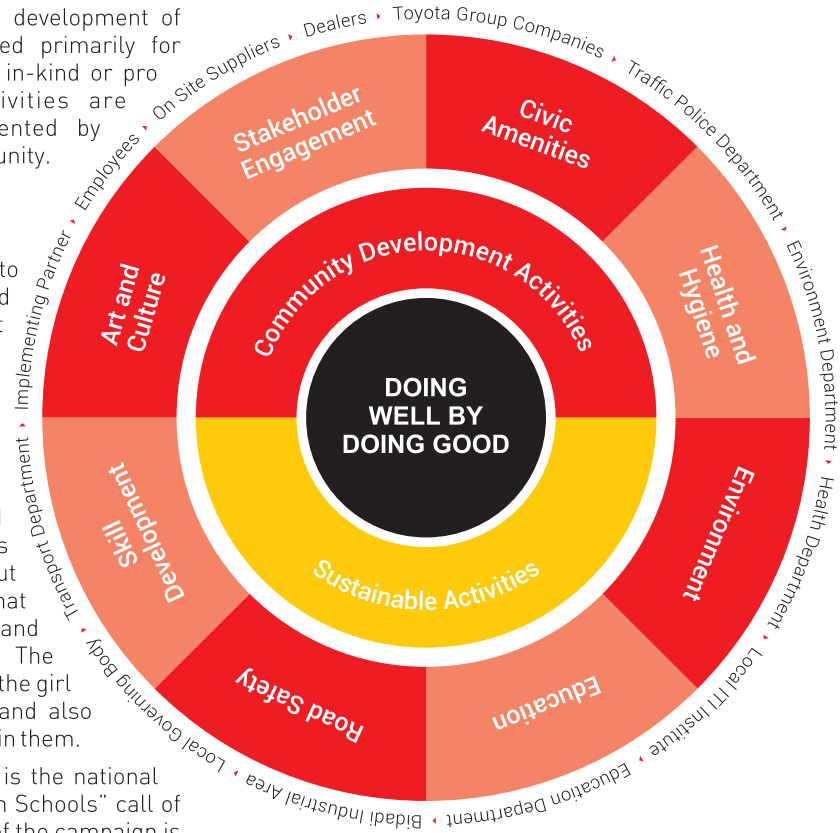 development of
ed primarily for
in-kind or pro
ivities are
ented by
unity.
to
d
s
ut
hat
and
The
the girl
and also
in them.
is the national
n Schools” call of
of the campaign is
Toyota Group Companies
Traffic Police Department
Environment Department
Health Department
Local ITI Institute
Education Department
Bidadi Industrial Area
Local Governing Body
Transport Department
Implementing Partner
Employees
On Site Suppliers
Dealers
Civic
Amenities
Health and
Hygiene
Environment
Education
Road Safety
Skill
Development
Art and
Culture
Stakeholder
Engagement
Community Development Activities
Sustainable Activities
DOING
WELL BY
DOING GOOD